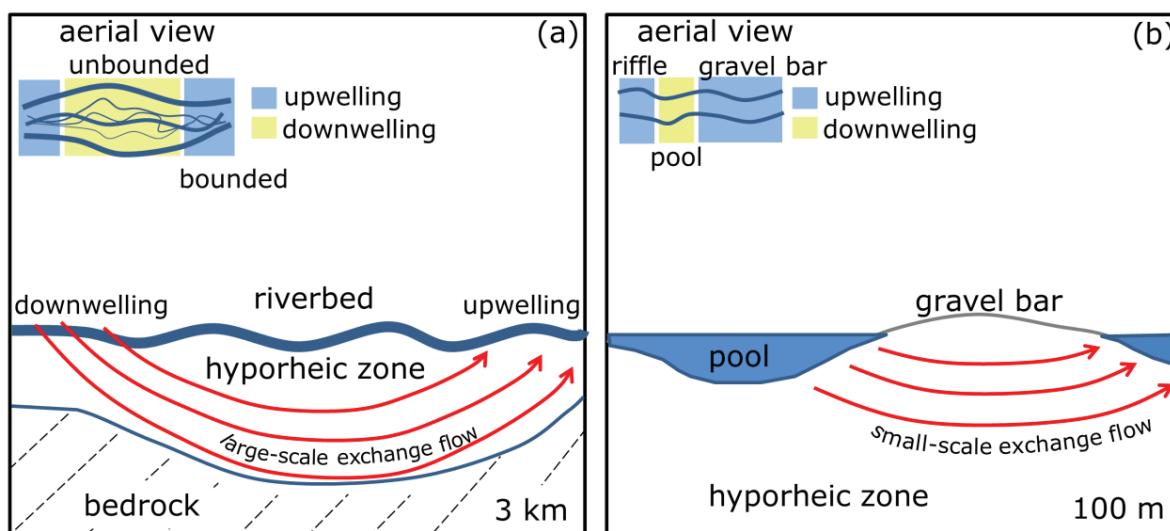 aerial view
(a)
unbounded
upwelling
downwelling
bounded
downwelling
riverbed
upwelling
hyporheic zone
large-scale exchange flow
bedrock
3 km
aerial view
(b)
riffle
gravel bar
upwelling
downwelling
pool
gravel bar
pool
small-scale exchange flow
hyporheic zone
100 m